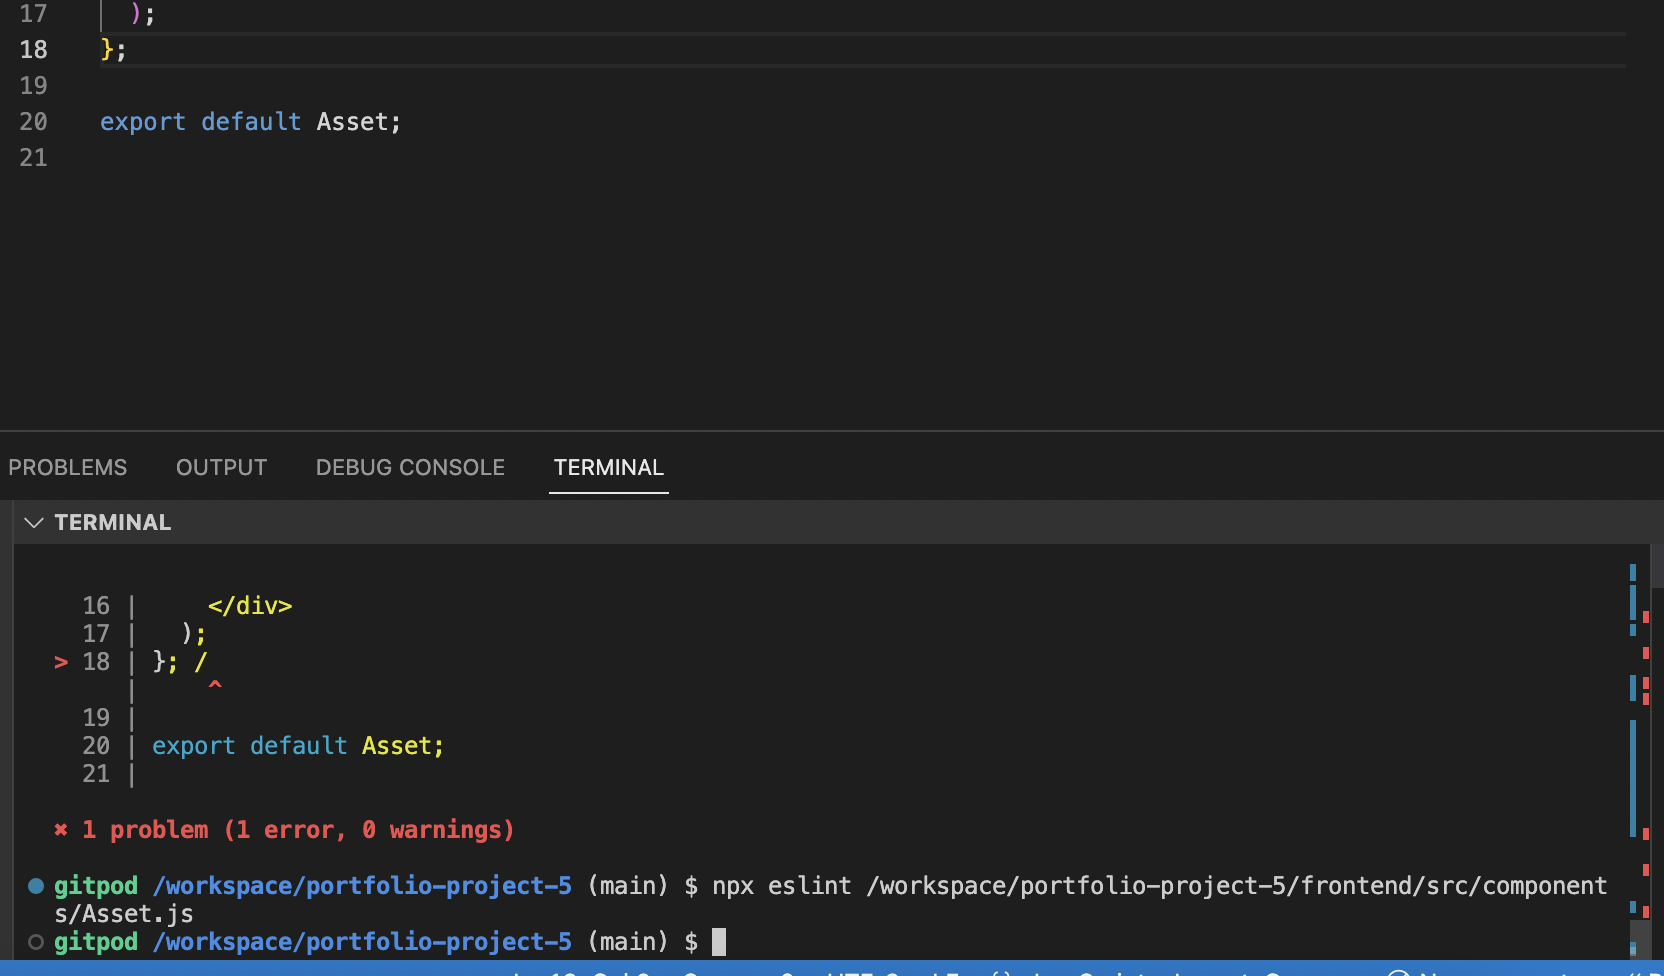 17 );
18 };
19
20 export default Asset;
21
PROBLEMS OUTPUT DEBUG CONSOLE TERMINAL
TERMINAL
16 | </div>
17 | );
> 18 | }; /
| ^
19 |
20 | export default Asset;
21 |
✖ 1 problem (1 error, 0 warnings)
gitpod /workspace/portfolio-project-5 (main) $ npx eslint /workspace/portfolio-project-5/frontend/src/component
s/Asset.js
gitpod /workspace/portfolio-project-5 (main) $